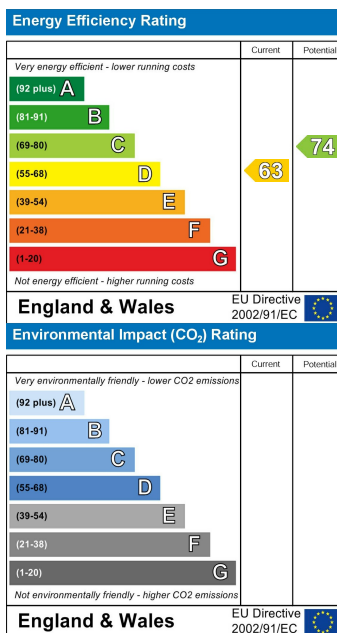 Energy Efficiency Rating
Current Potential
Very energy efficient - lower running costs
(92 plus) A
(81-91) B
(69-80) C 74
(55-68) D 63
(39-54) E
(21-38) F
(1-20) G
Not energy efficient - higher running costs
England & Wales EU Directive 2002/91/EC
Environmental Impact (CO₂) Rating
Current Potential
Very environmentally friendly - lower CO2 emissions
(92 plus) A
(81-91) B
(69-80) C
(55-68) D
(39-54) E
(21-38) F
(1-20) G
Not environmentally friendly - higher CO2 emissions
England & Wales EU Directive 2002/91/EC